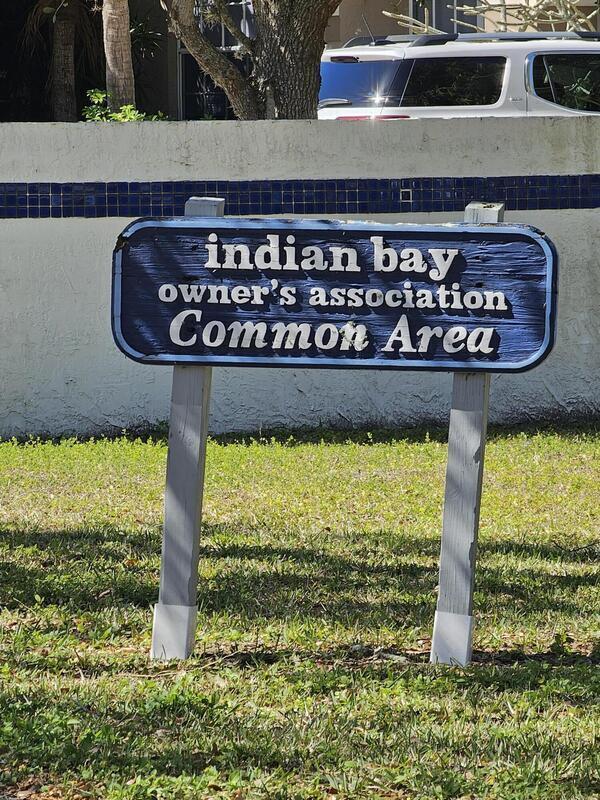 indian bay
owner's association
Common Area